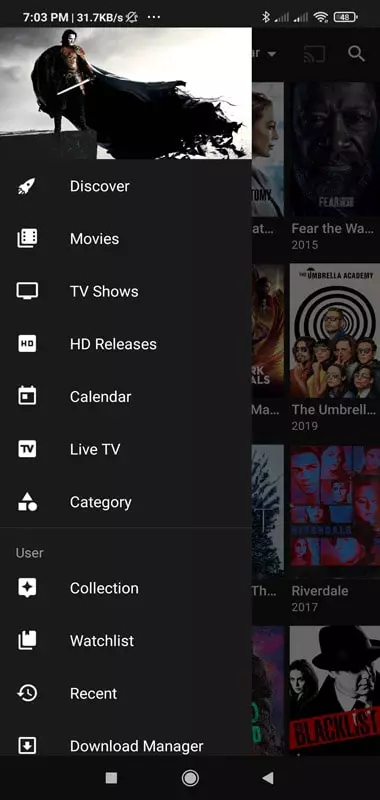 7:03 PM | 31.7KB/s
48
ar
Discover
Movies
TV Shows
HD
HD Releases
Calendar
TV
Live TV
Category
User
Collection
Watchlist
Recent
Download Manager
TOMY
at...
FEAR
Fear the Wa...
2015
RK
ALS
Ma...
THE UMBRELLA ACADEMY
The Umbrell...
2019
Th...
RIVERDALE
Riverdale
2017
BLACKLIST